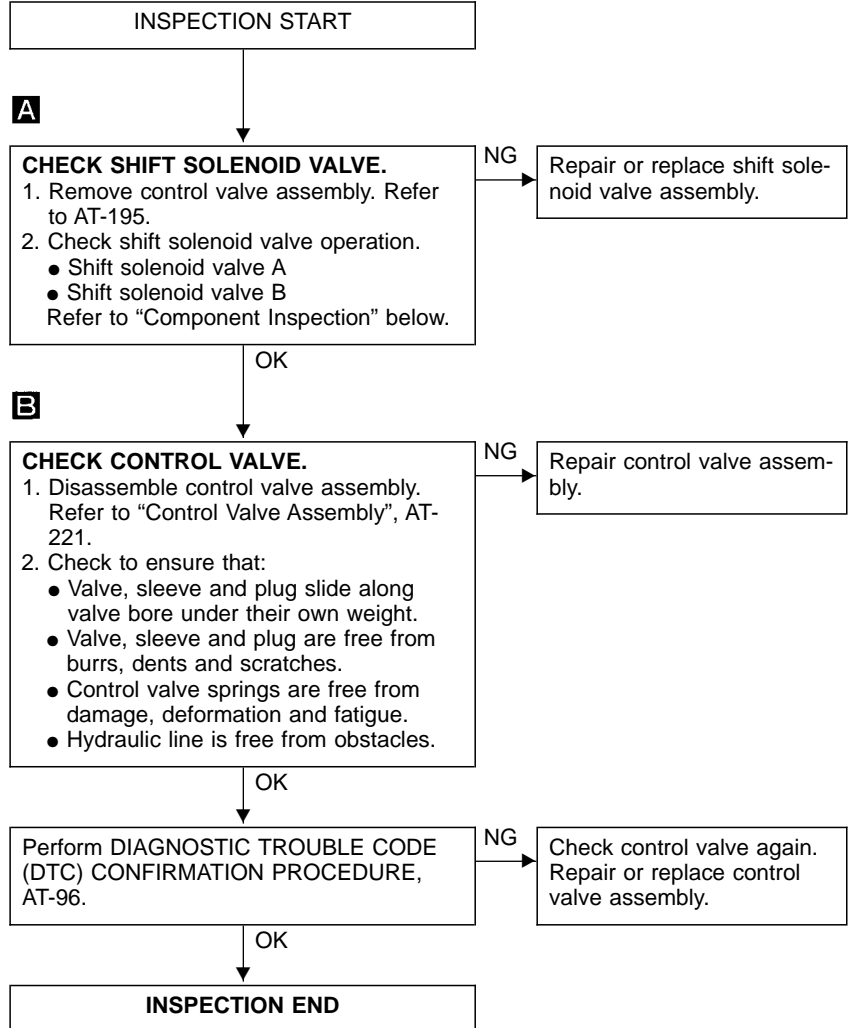 INSPECTION START
A
CHECK SHIFT SOLENOID VALVE.
1. Remove control valve assembly. Refer
to AT-195.
2. Check shift solenoid valve operation.
● Shift solenoid valve A
● Shift solenoid valve B
Refer to “Component Inspection” below.
NG
Repair or replace shift sole-
noid valve assembly.
OK
B
CHECK CONTROL VALVE.
1. Disassemble control valve assembly.
Refer to “Control Valve Assembly”, AT-
221.
2. Check to ensure that:
● Valve, sleeve and plug slide along
valve bore under their own weight.
● Valve, sleeve and plug are free from
burrs, dents and scratches.
● Control valve springs are free from
damage, deformation and fatigue.
● Hydraulic line is free from obstacles.
NG
Repair control valve assem-
bly.
OK
Perform DIAGNOSTIC TROUBLE CODE
(DTC) CONFIRMATION PROCEDURE,
AT-96.
NG
Check control valve again.
Repair or replace control
valve assembly.
OK
INSPECTION END